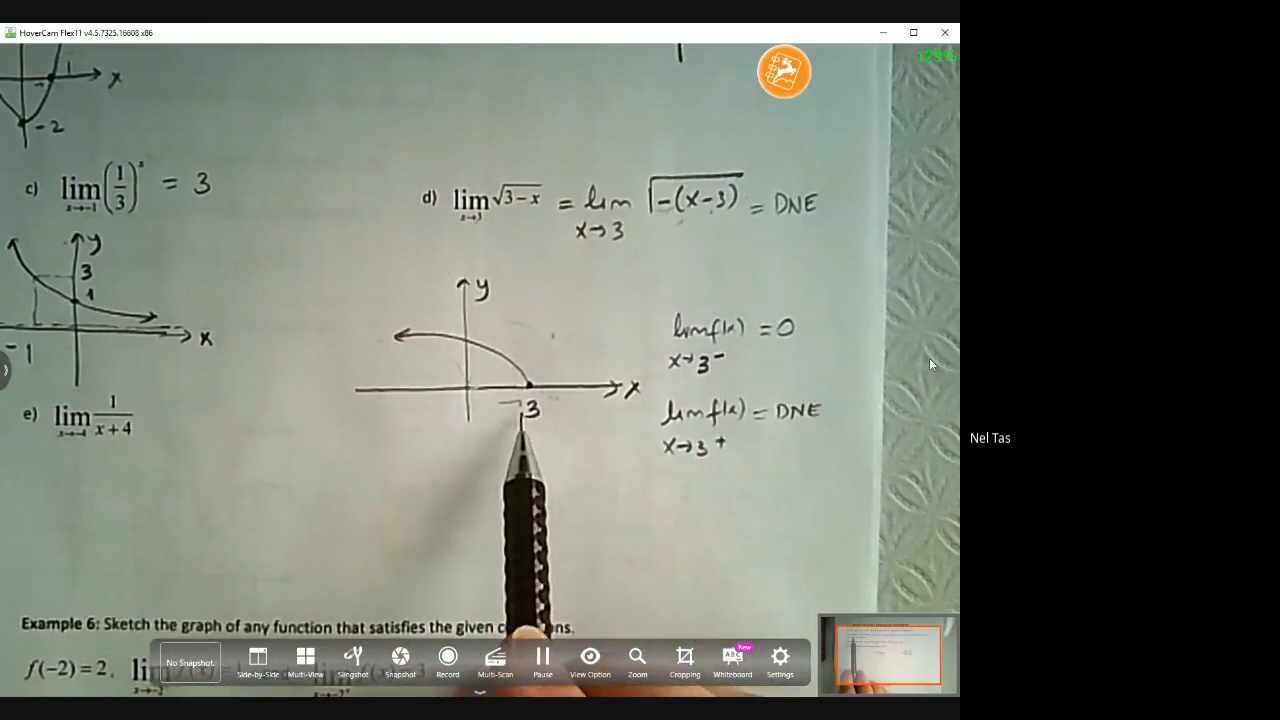 HoverCam Flex11 v4.5.7325.16608 x86
129%
1
x
-2
c) lim x→-1 (1/3)^x = 3
d) lim x→3 √3-x = lim x→3 √-(x-3) = DNE
y
3
1
x
-1
y
x
3
lim f(x) = 0
x→3-
lim f(x) = DNE
x→3+
e) lim x→-4 1/x+4
Nel Tas
Example 6: Sketch the graph of any function that satisfies the given
f(-2) = 2,
No Snapshot.
Side-by-Side
Multi-View
Slingshot
Snapshot
Record
Multi-Scan
Pause
View Option
Zoom
Cropping
New
ABC
Whiteboard
Settings